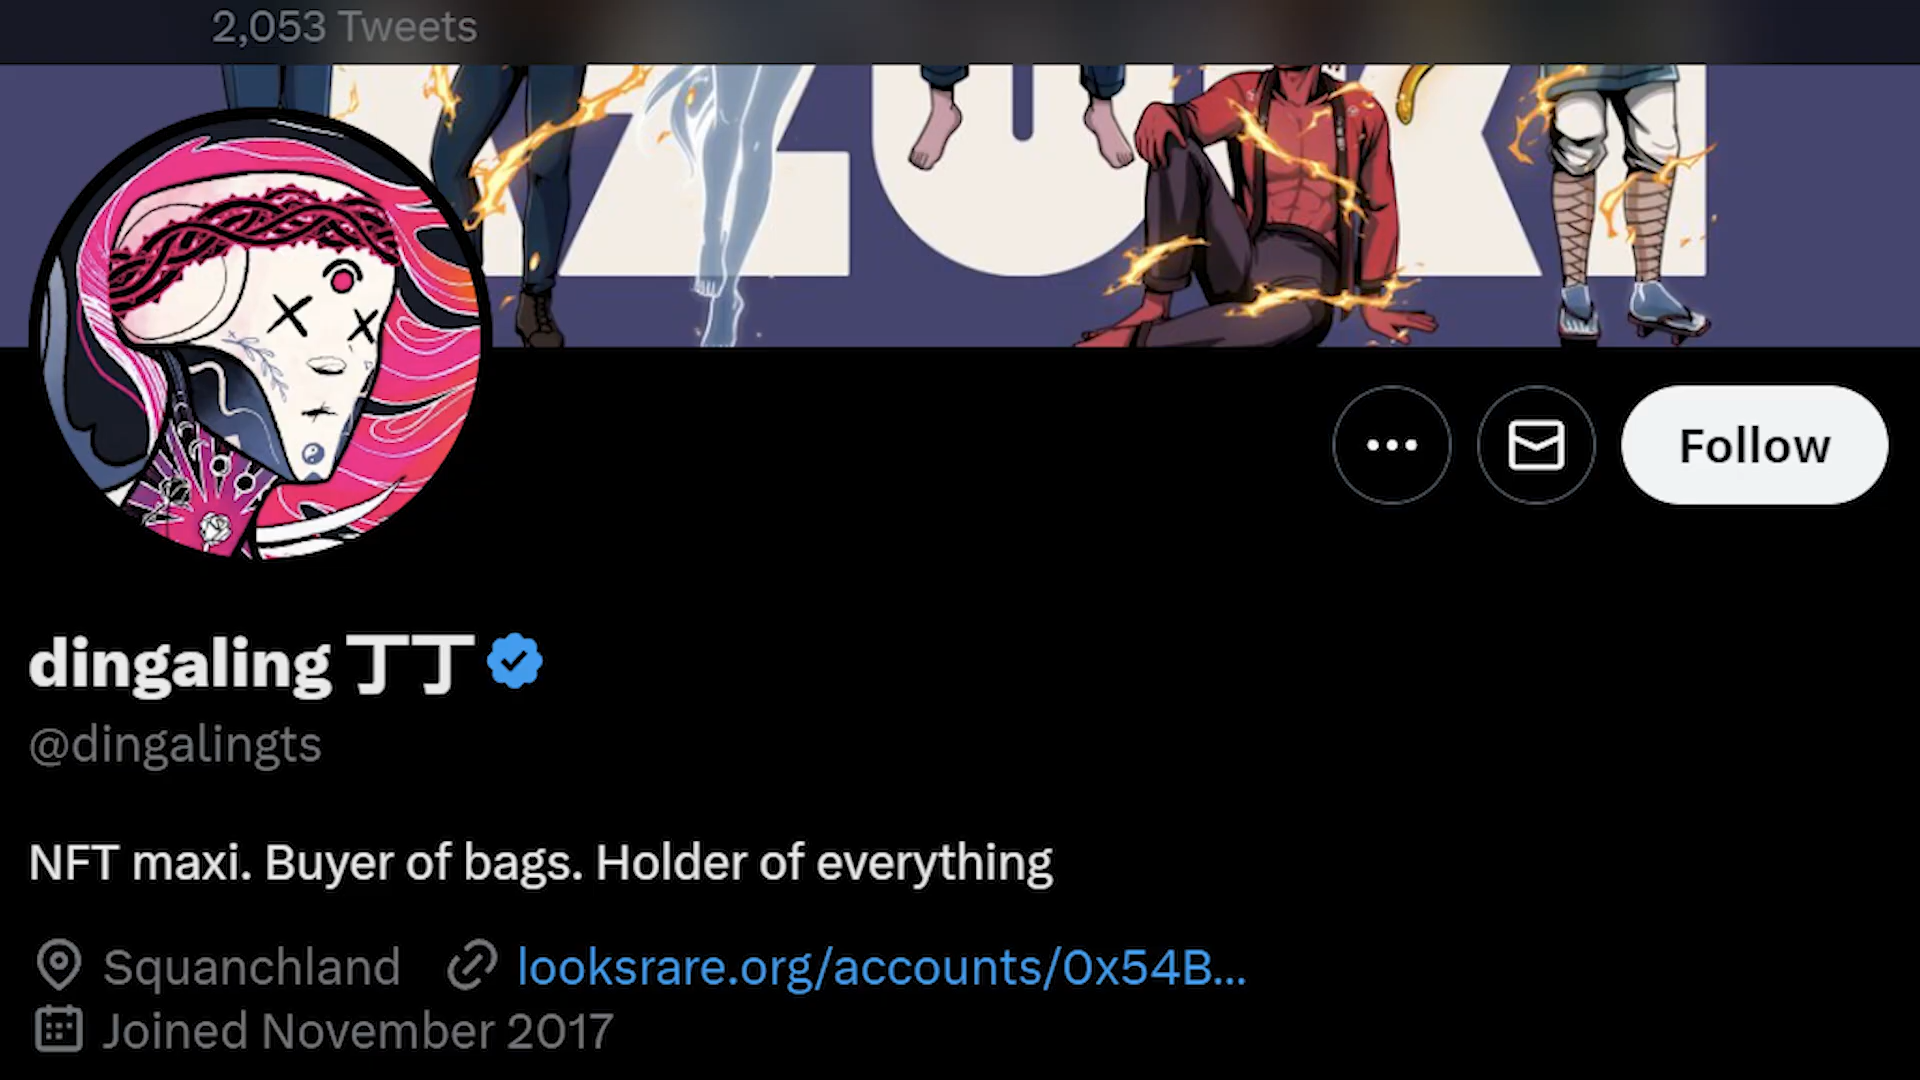 2,053 Tweets
AZUKI
Follow
dingaling 丁丁
@dingalingts
NFT maxi. Buyer of bags. Holder of everything
Squanchland looksrare.org/accounts/0x54B...
Joined November 2017